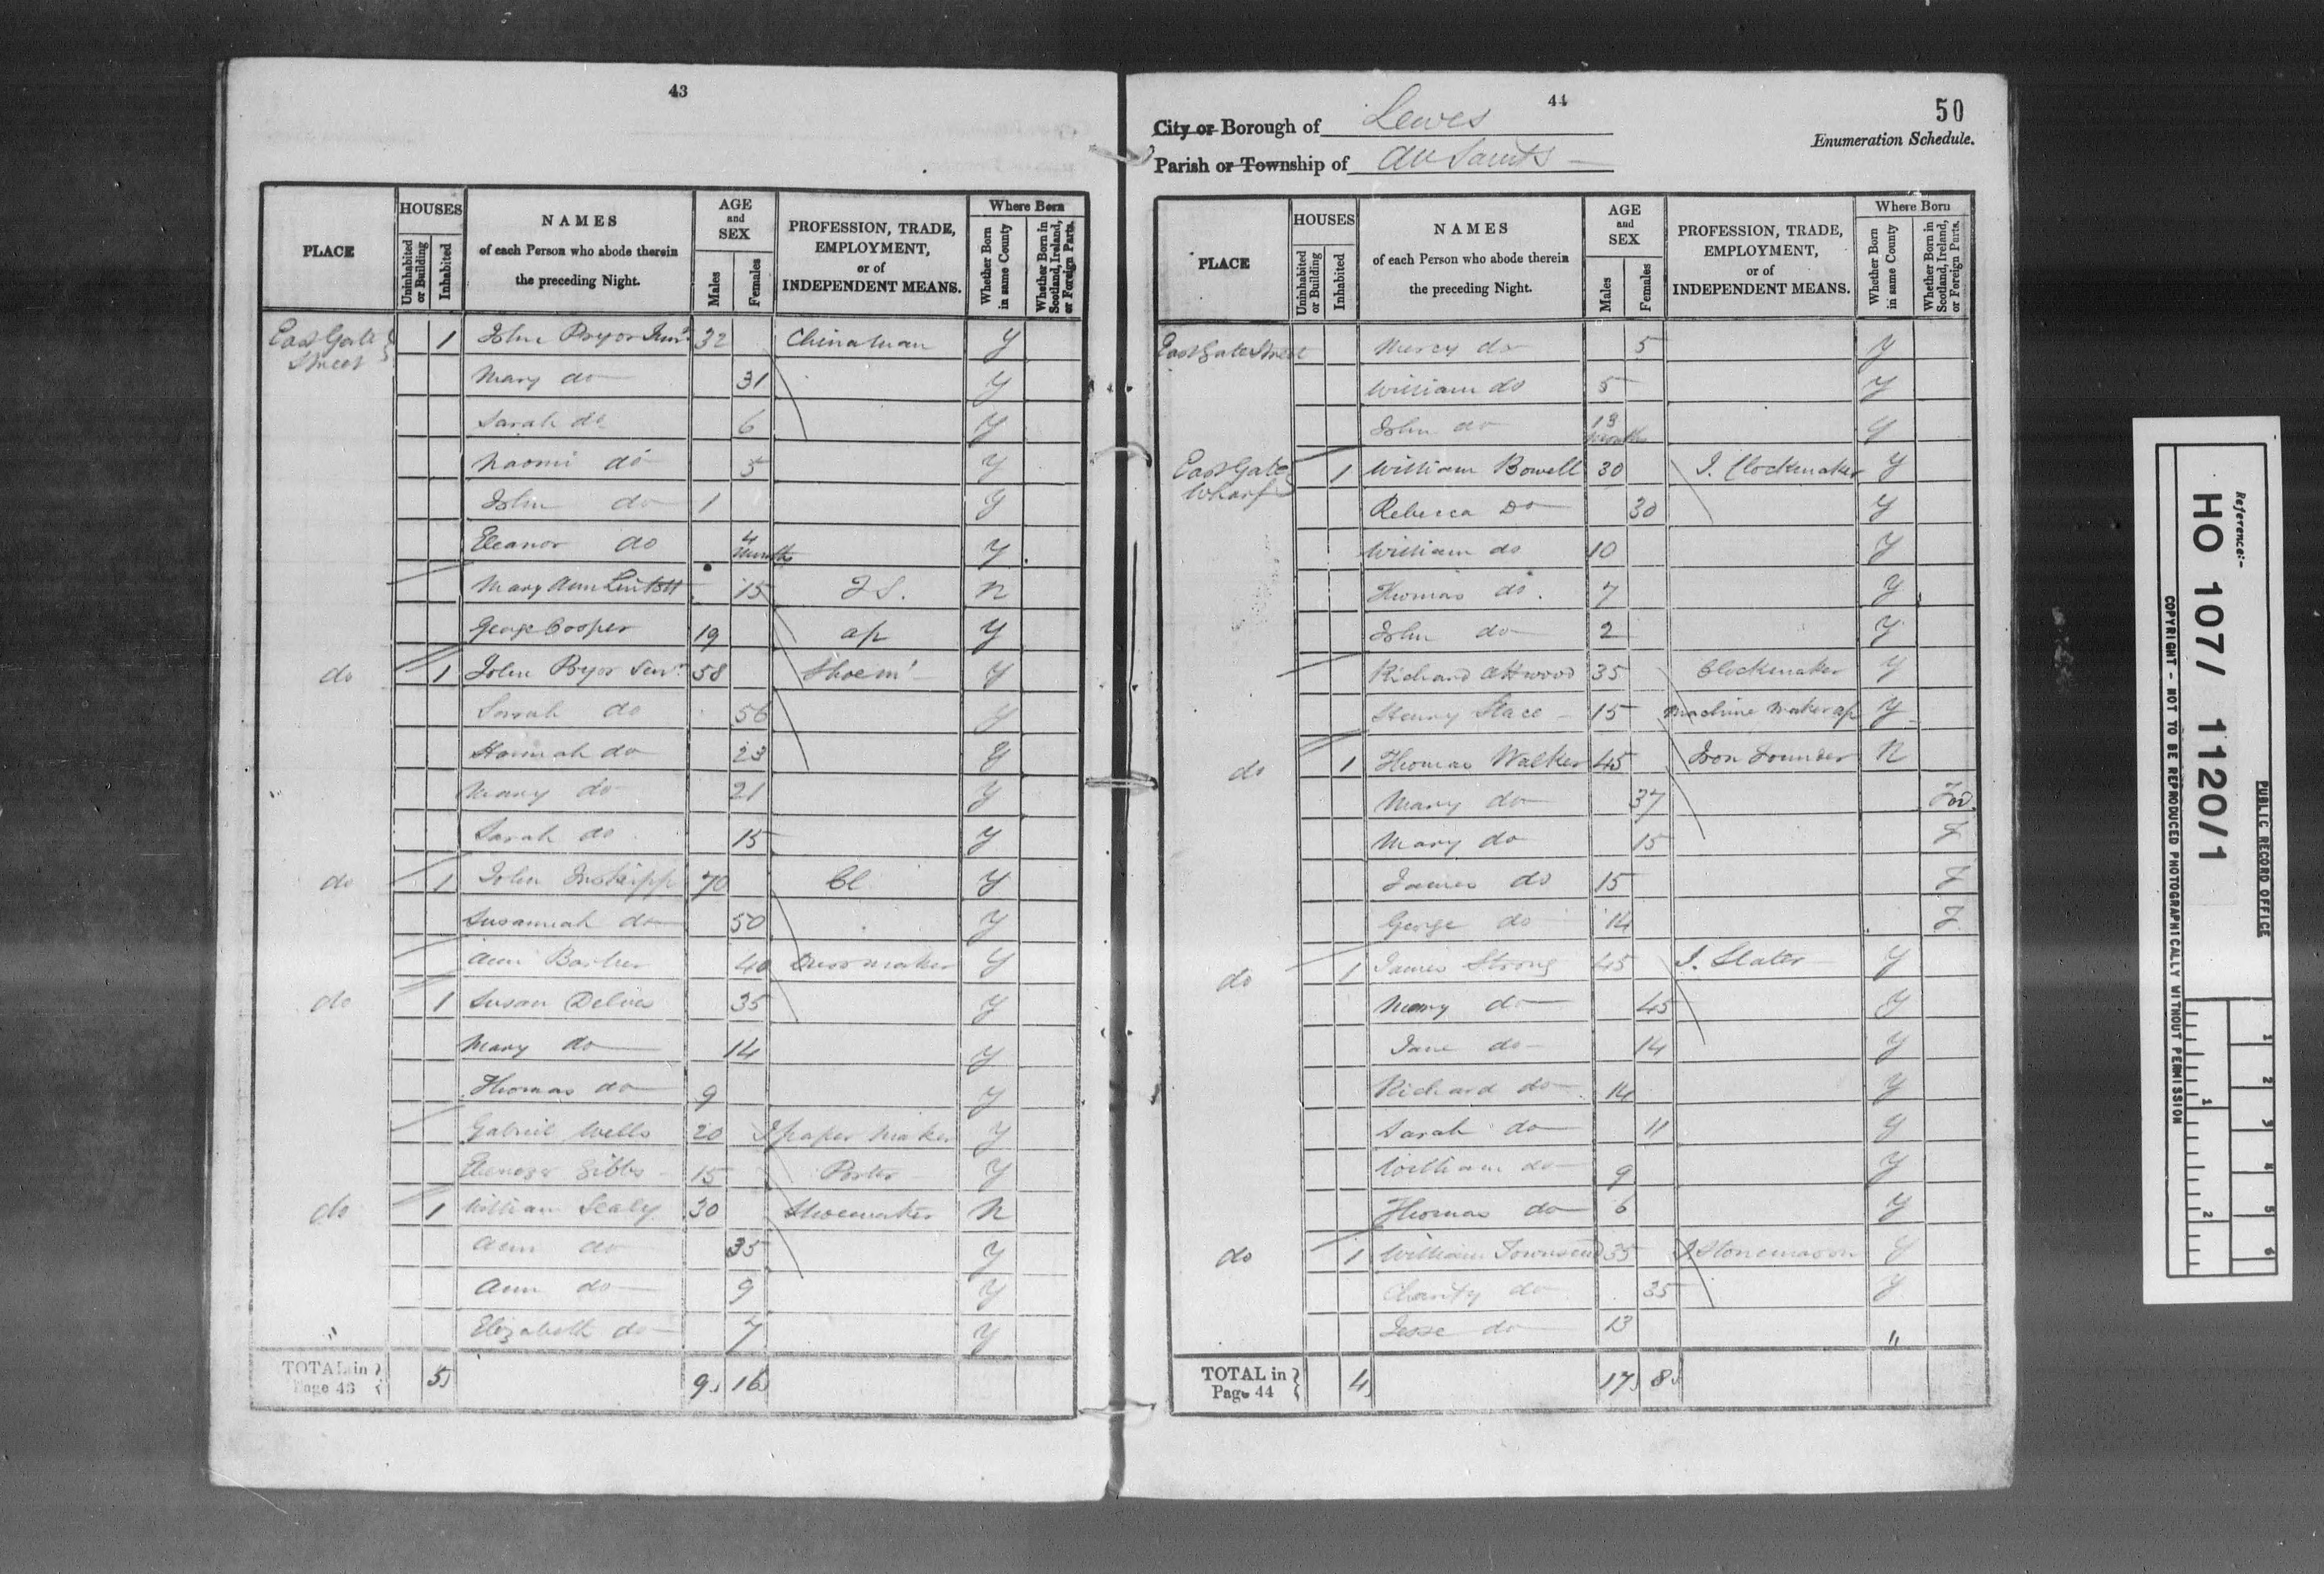 43
PLACE
HOUSES
Uninhabited or Building
Inhabited
NAMES
of each Person who abode therein
the preceding Night.
AGE
and
SEX
Males
Females
PROFESSION, TRADE,
EMPLOYMENT,
or of
INDEPENDENT MEANS.
Where Born
Whether Born in same County
Whether Born in Scotland, Ireland, or Foreign Parts.
East Gate Street 1 John Pryor Junr 32 Chinaman Y
Mary do 31 Y
Sarah do 6 Y
Naomi do 5 Y
John do 1 Y
Eleanor do 4 Months Y
Mary Ann Lintott 15 F S. N
George Cooper 19 ap Y
do 1 John Pryor Senr 58 Shoem Y
Sarah do 56 Y
Hannah do 23 Y
Mary do 21 Y
Sarah do 15 Y
do 1 John Inskipp 70 Cl Y
Susannah do 50 Y
Ann Barber 40 Dressmaker Y
do 1 Susan Delves 35 Y
Mary do 14 Y
Thomas do 9 Y
Gabriel Wells 20 J paper Maker Y
Ebenezer Gibbs 15 Porter Y
do 1 William Sealy 30 Shoemaker N
Ann do 35 Y
Ann do 9 Y
Elizabeth do 7 Y
TOTAL in Page 43 5 9 16
44
50
City or Borough of Lewes
Enumeration Schedule.
Parish or Township of All Saints
PLACE
HOUSES
Uninhabited or Building
Inhabited
NAMES
of each Person who abode therein
the preceding Night.
AGE
and
SEX
Males
Females
PROFESSION, TRADE,
EMPLOYMENT,
or of
INDEPENDENT MEANS.
Where Born
Whether Born in same County
Whether Born in Scotland, Ireland, or Foreign Parts.
East Gate Street Mercy do 5 Y
William do 5 Y
John do 13 Months Y
East Gate Wharf 1 William Bowell 30 J. Clockmaker Y
Rebecca Do 30 Y
William do 10 Y
Thomas do. 7 Y
John do 2 Y
Richard Attwood 35 Clockmaker Y
Henry Stace 15 Machine Maker ap Y
do 1 Thomas Walker 45 Iron Founder N
Mary do 37
Mary do 15 F
James do 15 F
George do 14 F
do 1 James Strong 45 J. Slater Y
Mary do 45 Y
Jane do 14 Y
Richard do 14 Y
Sarah do 11 Y
William do 9 Y
Thomas do 6 Y
do 1 William Townsend 35 J Stonemason Y
Charity do 35 Y
Jesse do 13 "
TOTAL in Page 44 4 17 8
Reference:-
HO 107/ 1120/1
PUBLIC RECORD OFFICE
COPYRIGHT - NOT TO BE REPRODUCED PHOTOGRAPHICALLY WITHOUT PERMISSION
1 2 3 4 5 6
1 2